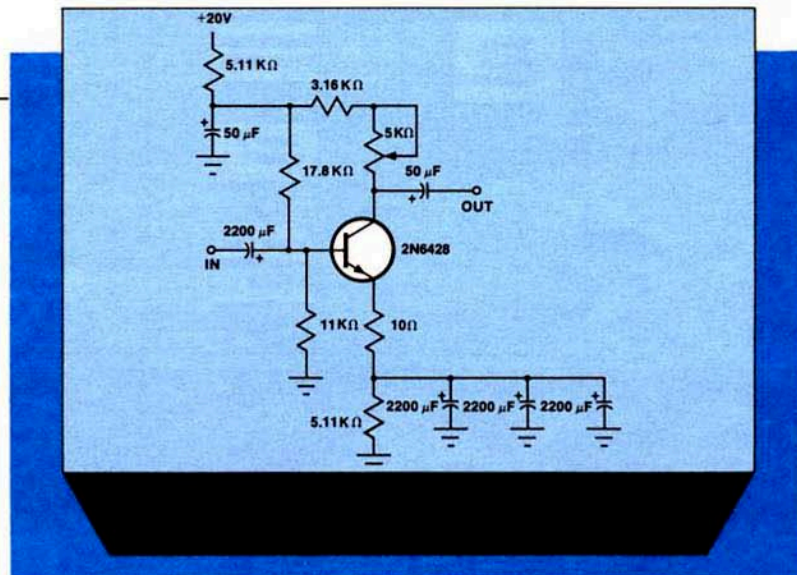 +20V
5.11 KΩ
3.16 KΩ
50 μF
5KΩ
17.8 KΩ
50 μF
OUT
2200 μF
2N6428
IN
11 KΩ
10Ω
5.11 KΩ
2200 μF 2200 μF 2200 μF